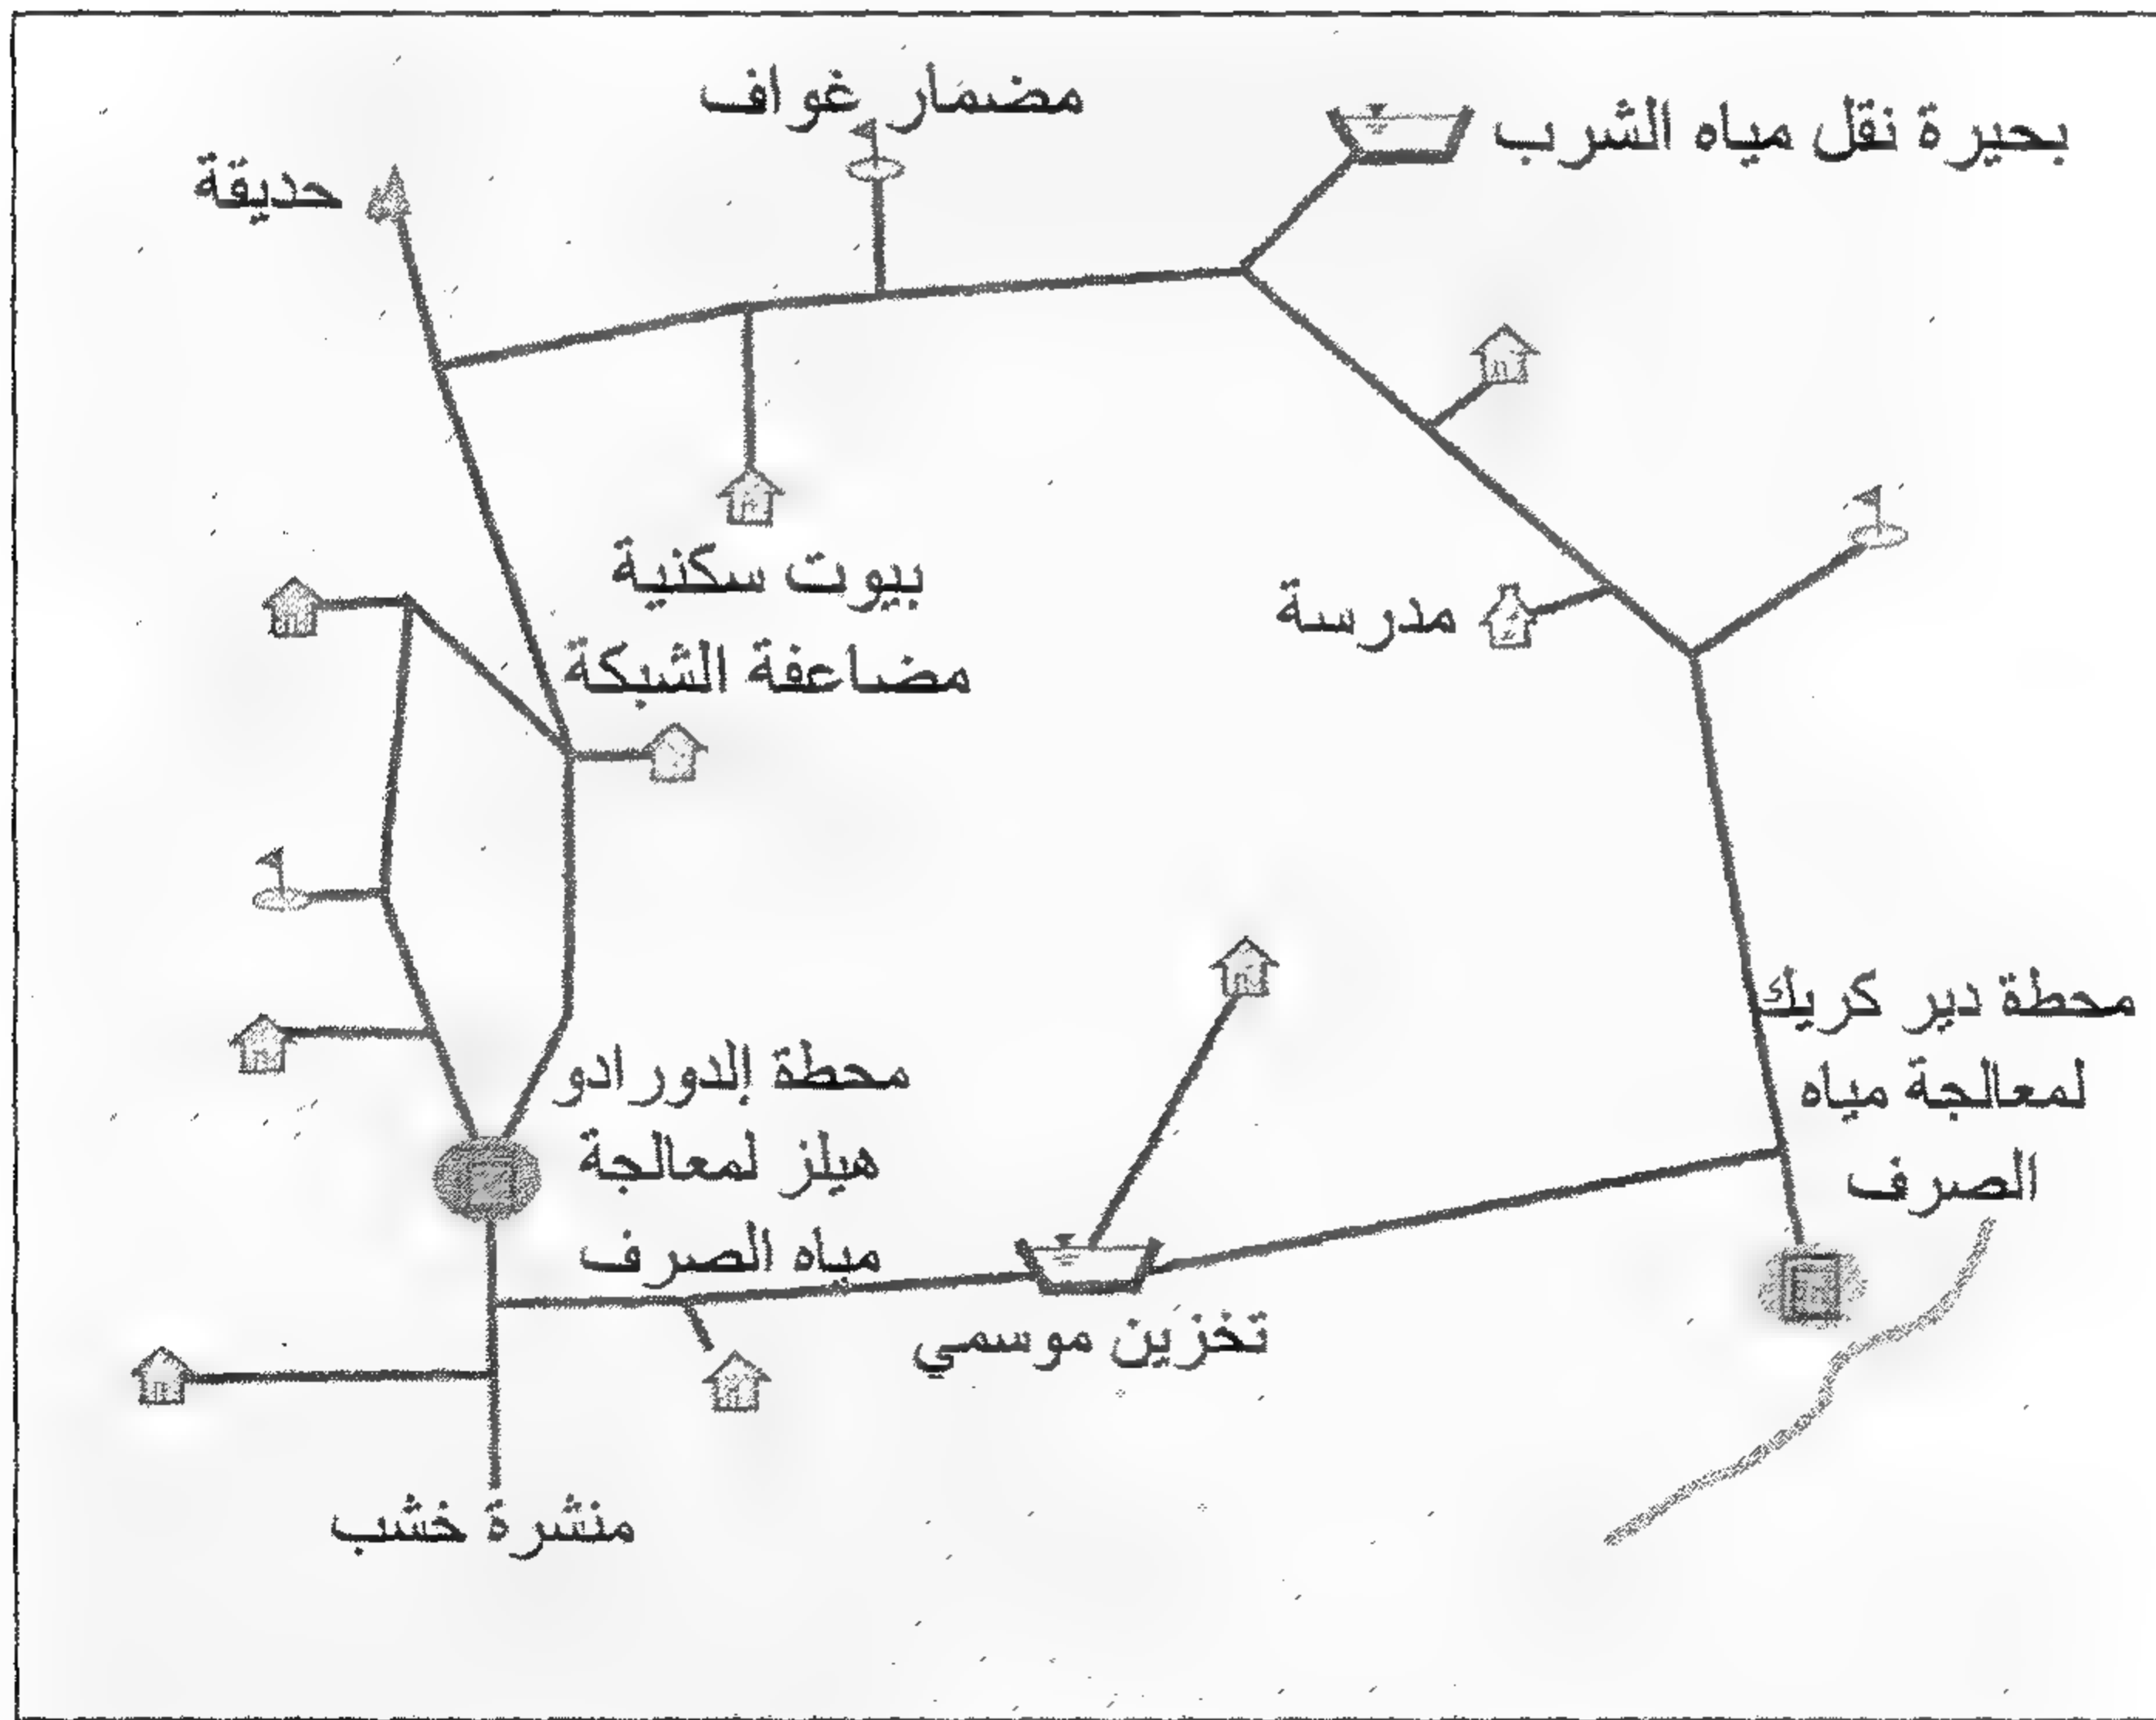 مضمار غواف
بحيرة نقل مياه الشرب
حديقة
بيوت سكنية
مضاعفة الشبكة
مدرسة
محطة دير كريك
لمعالجة مياه
الصرف
محطة إلدورادو
هيلز لمعالجة
مياه الصرف
تخزين موسمي
منشرة خشب